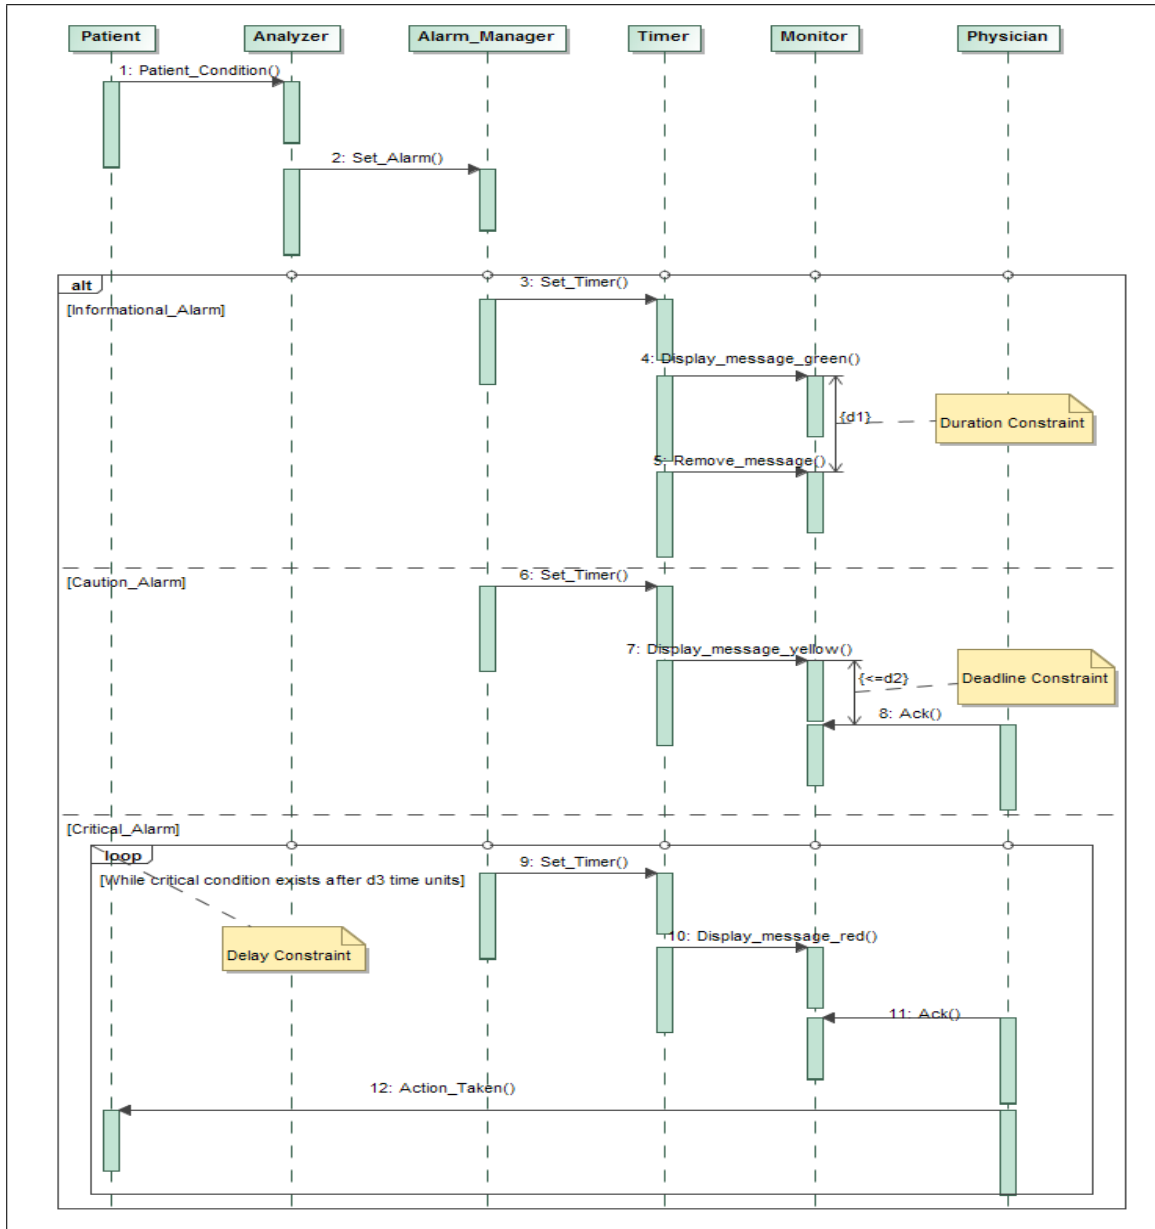 Patient
Analyzer
Alarm_Manager
Timer
Monitor
Physician
1: Patient_Condition()
2: Set_Alarm()
alt
3: Set_Timer()
[Informational_Alarm]
4: Display_message_green()
{d1}
Duration Constraint
5: Remove_message()
[Caution_Alarm]
6: Set_Timer()
7: Display_message_yellow()
{<=d2}
Deadline Constraint
8: Ack()
[Critical_Alarm]
loop
9: Set_Timer()
[While critical condition exists after d3 time units]
10: Display_message_red()
Delay Constraint
11: Ack()
12: Action_Taken()